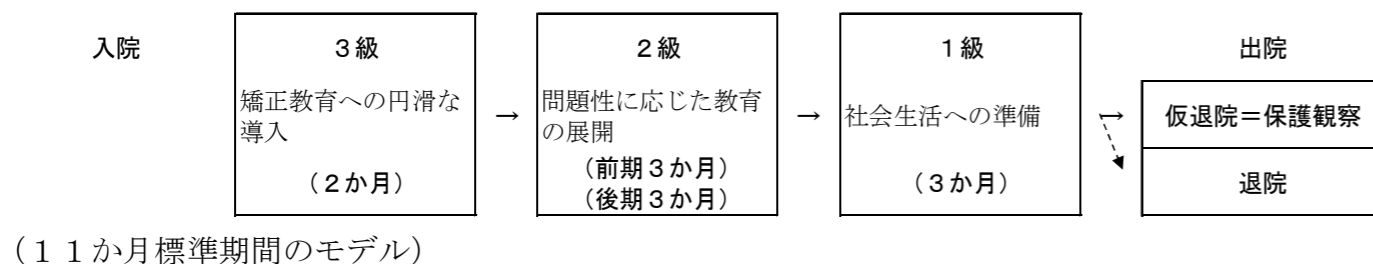 入院
３級
矯正教育への円滑な
導入
（２か月）
→
２級
問題性に応じた教育
の展開
（前期３か月）
（後期３か月）
→
１級
社会生活への準備
（３か月）
→
出院
仮退院＝保護観察
退院
（１１か月標準期間のモデル）